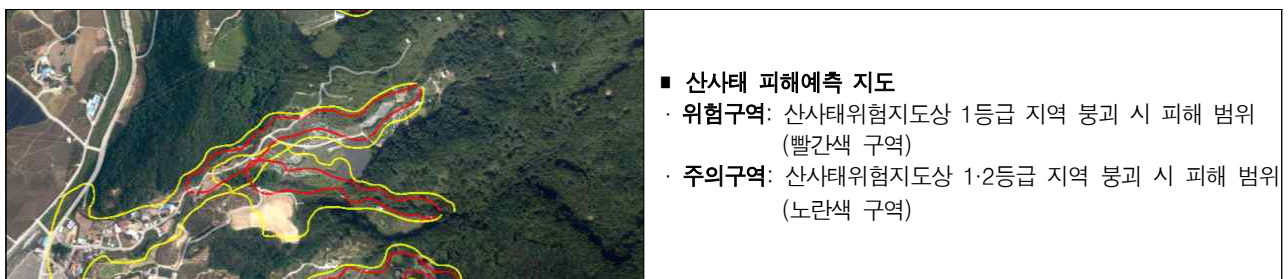 ■ 산사태 피해예측 지도
· 위험구역: 산사태위험지도상 1등급 지역 붕괴 시 피해 범위
(빨간색 구역)
· 주의구역: 산사태위험지도상 1·2등급 지역 붕괴 시 피해 범위
(노란색 구역)